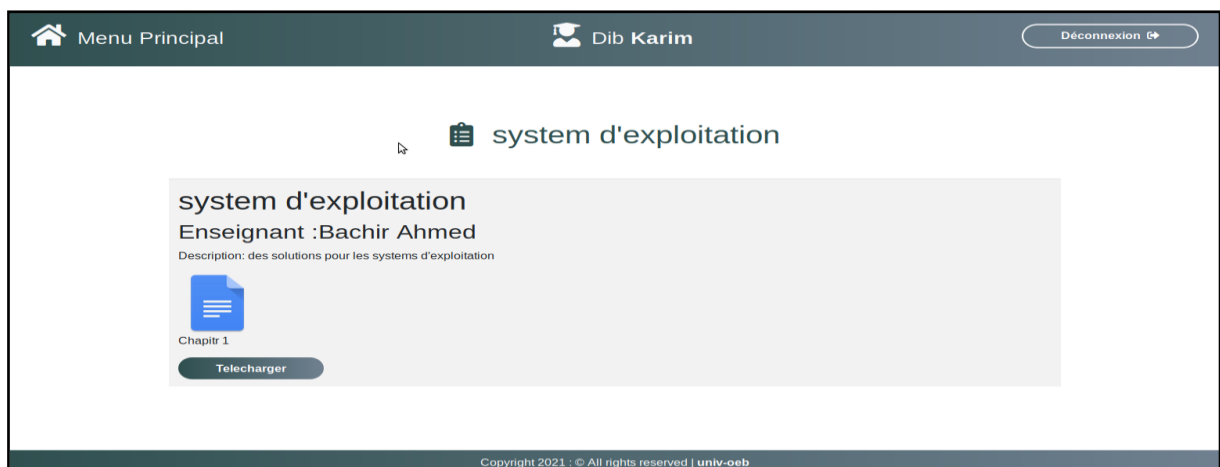 Menu Principal
Dib Karim
Déconnexion
system d'exploitation
system d'exploitation
Enseignant :Bachir Ahmed
Description: des solutions pour les systems d'exploitation
Chapitr 1
Telecharger
Copyright 2021 : © All rights reserved | univ-oeb